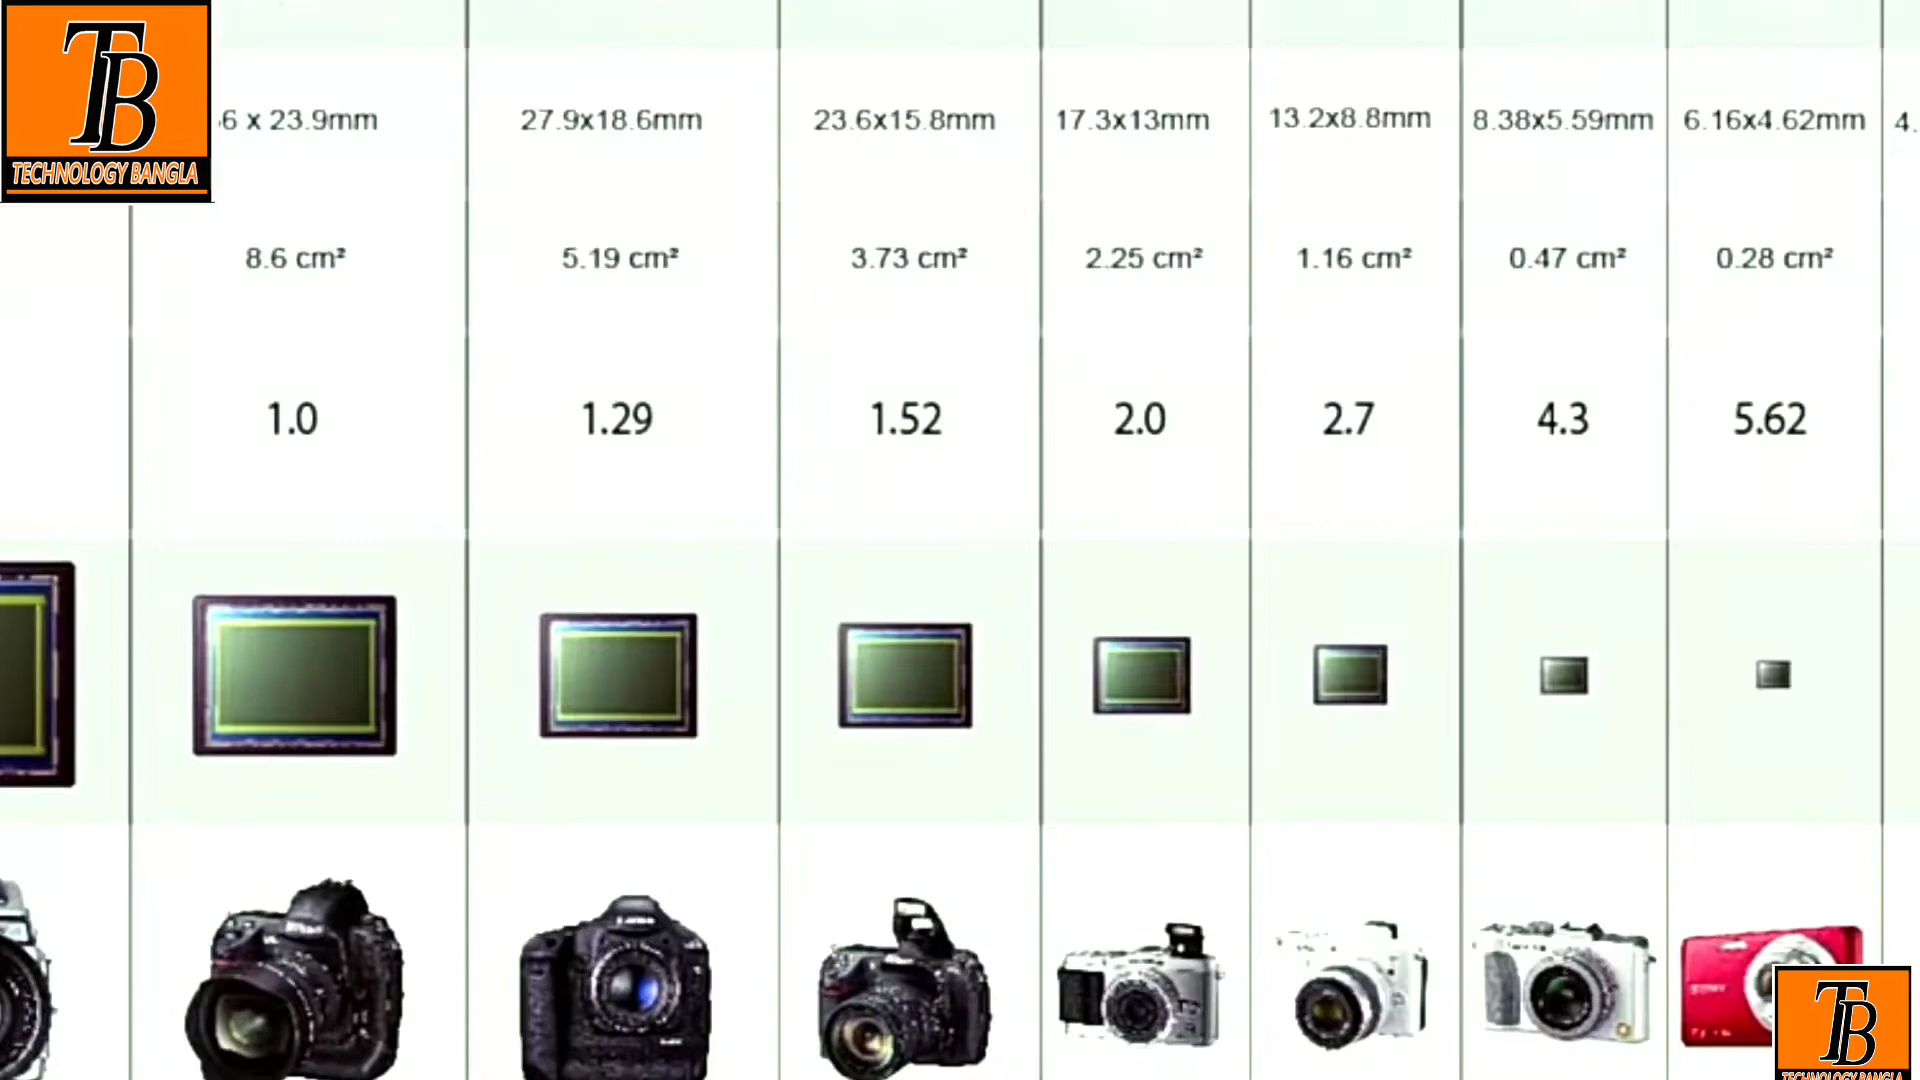 TB
TECHNOLOGY BANGLA
6 x 23.9mm 27.9x18.6mm 23.6x15.8mm 17.3x13mm 13.2x8.8mm 8.38x5.59mm 6.16x4.62mm 4.
8.6 cm² 5.19 cm² 3.73 cm² 2.25 cm² 1.16 cm² 0.47 cm² 0.28 cm²
1.0 1.29 1.52 2.0 2.7 4.3 5.62
TB
TECHNOLOGY BANGLA